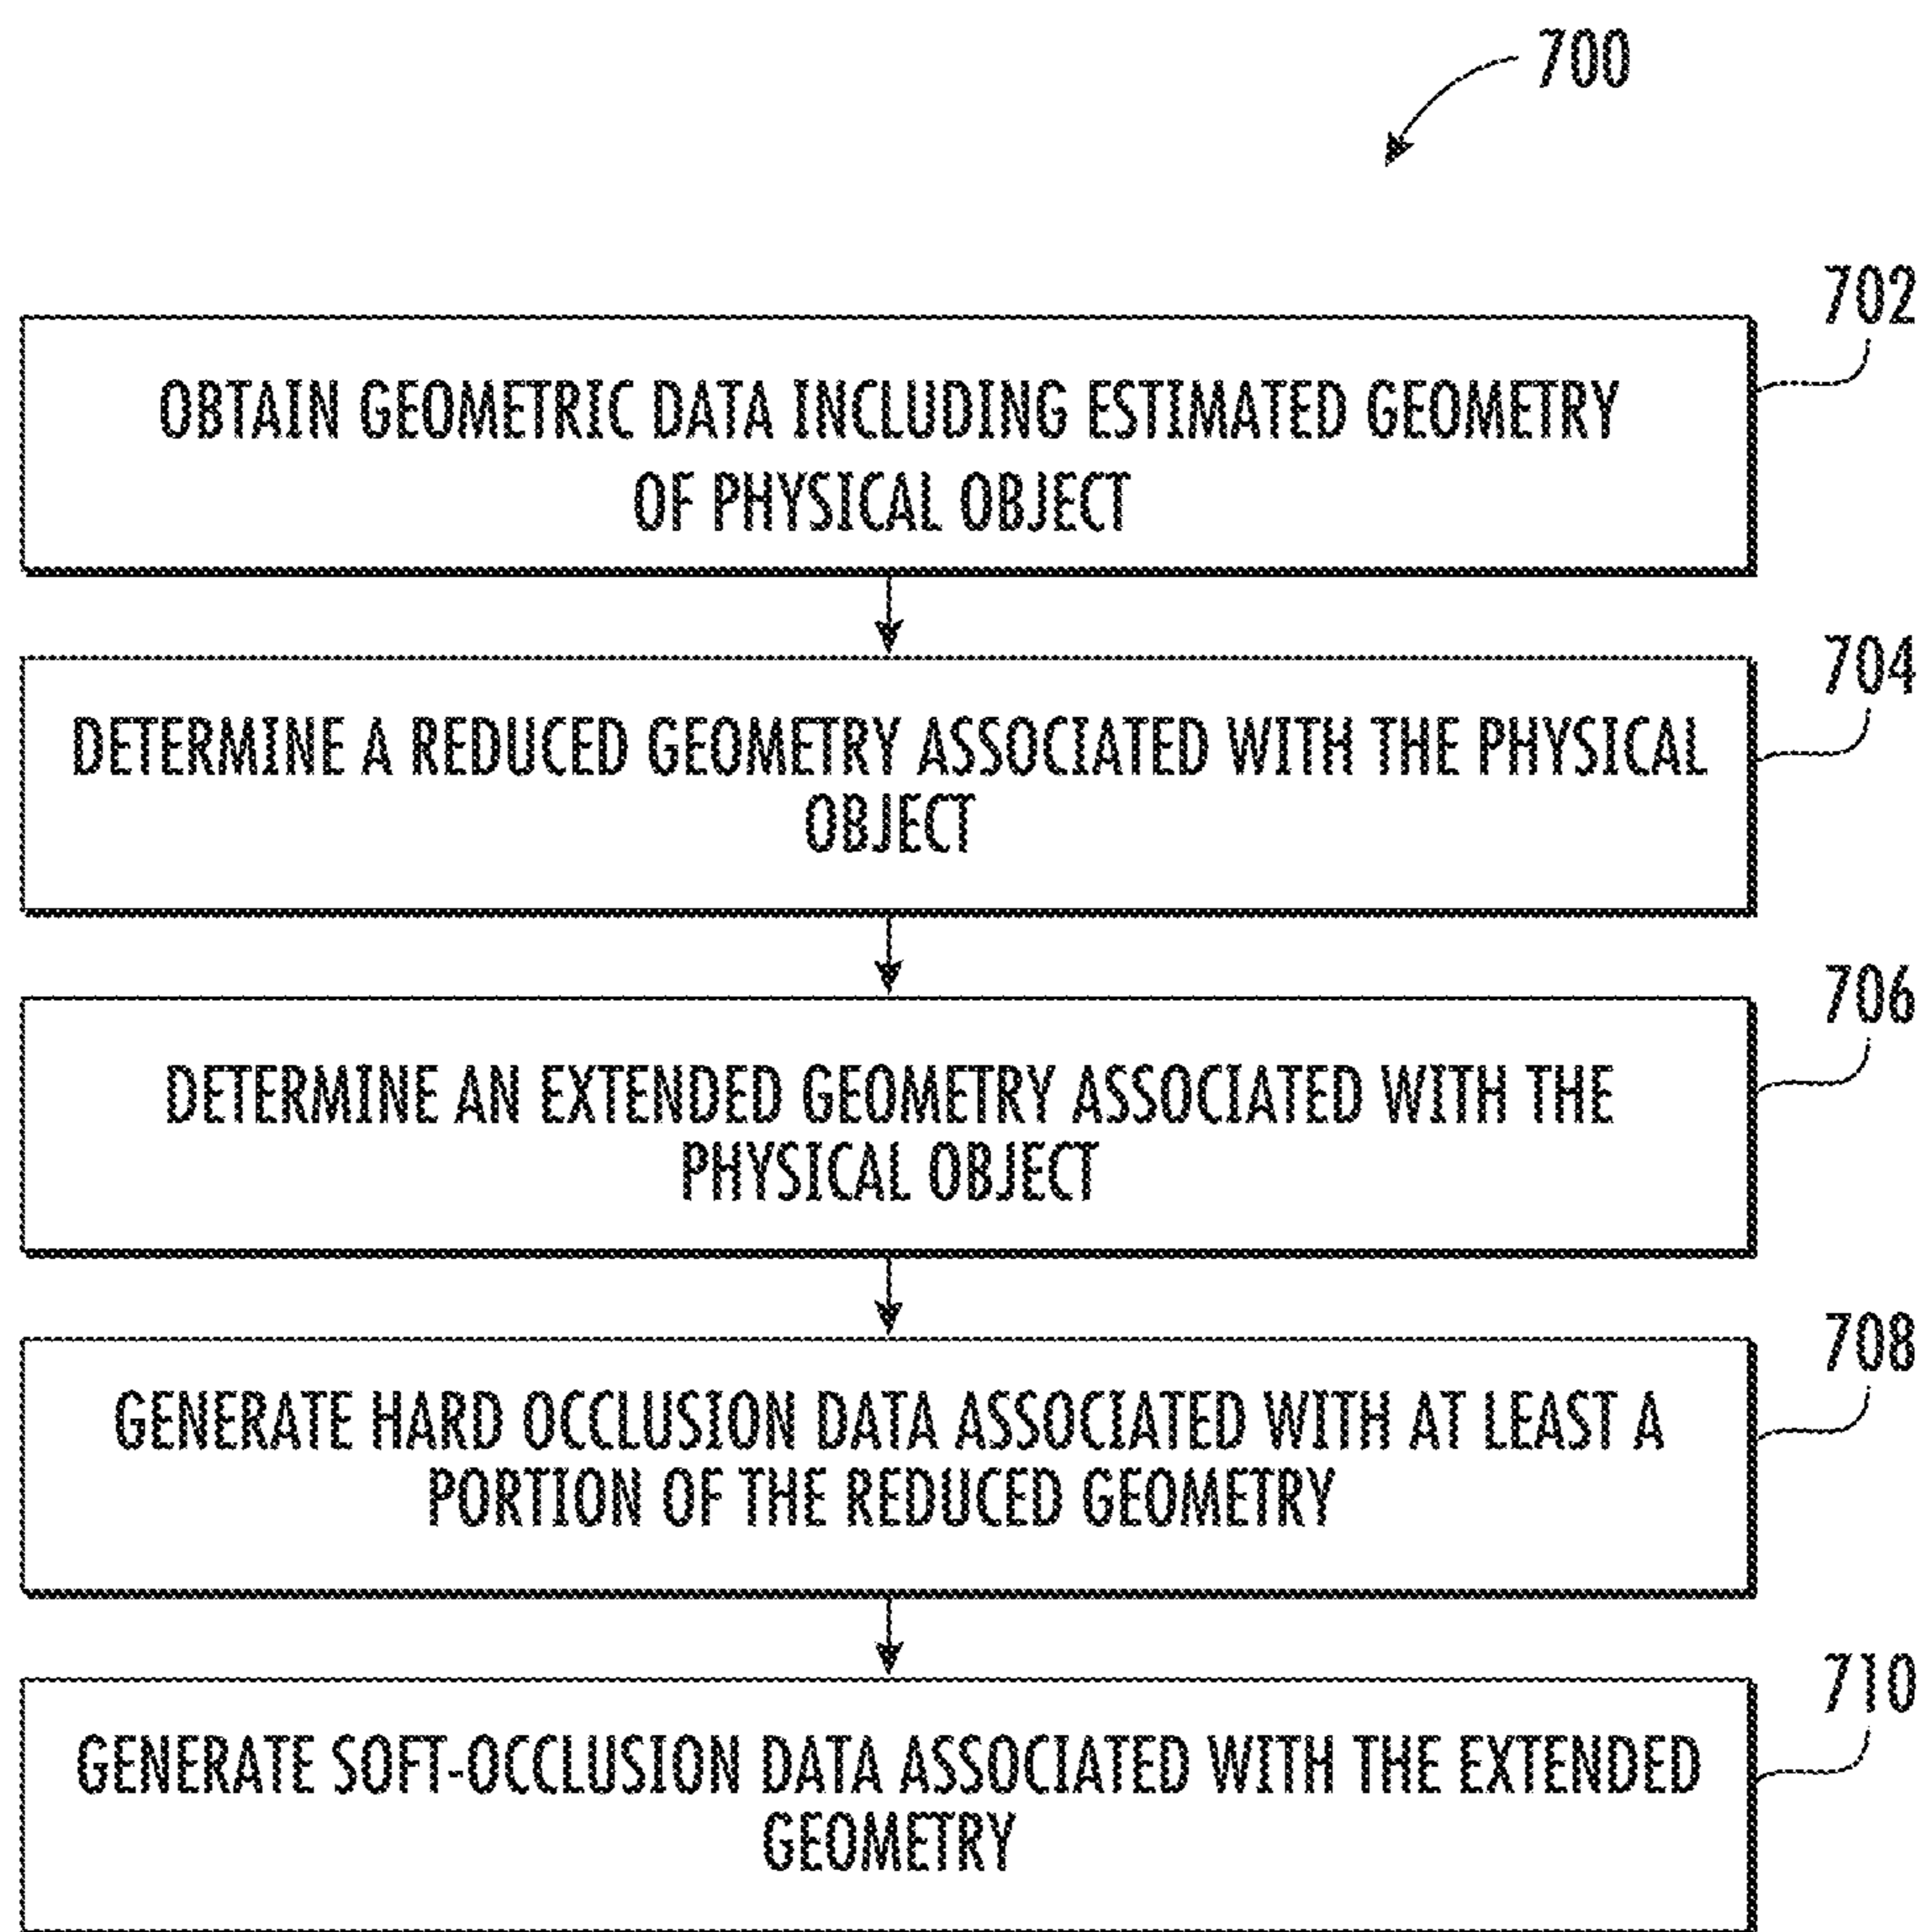 700
702
OBTAIN GEOMETRIC DATA INCLUDING ESTIMATED GEOMETRY
OF PHYSICAL OBJECT
704
DETERMINE A REDUCED GEOMETRY ASSOCIATED WITH THE PHYSICAL
OBJECT
706
DETERMINE AN EXTENDED GEOMETRY ASSOCIATED WITH THE
PHYSICAL OBJECT
708
GENERATE HARD OCCLUSION DATA ASSOCIATED WITH AT LEAST A
PORTION OF THE REDUCED GEOMETRY
710
GENERATE SOFT-OCCLUSION DATA ASSOCIATED WITH THE EXTENDED
GEOMETRY